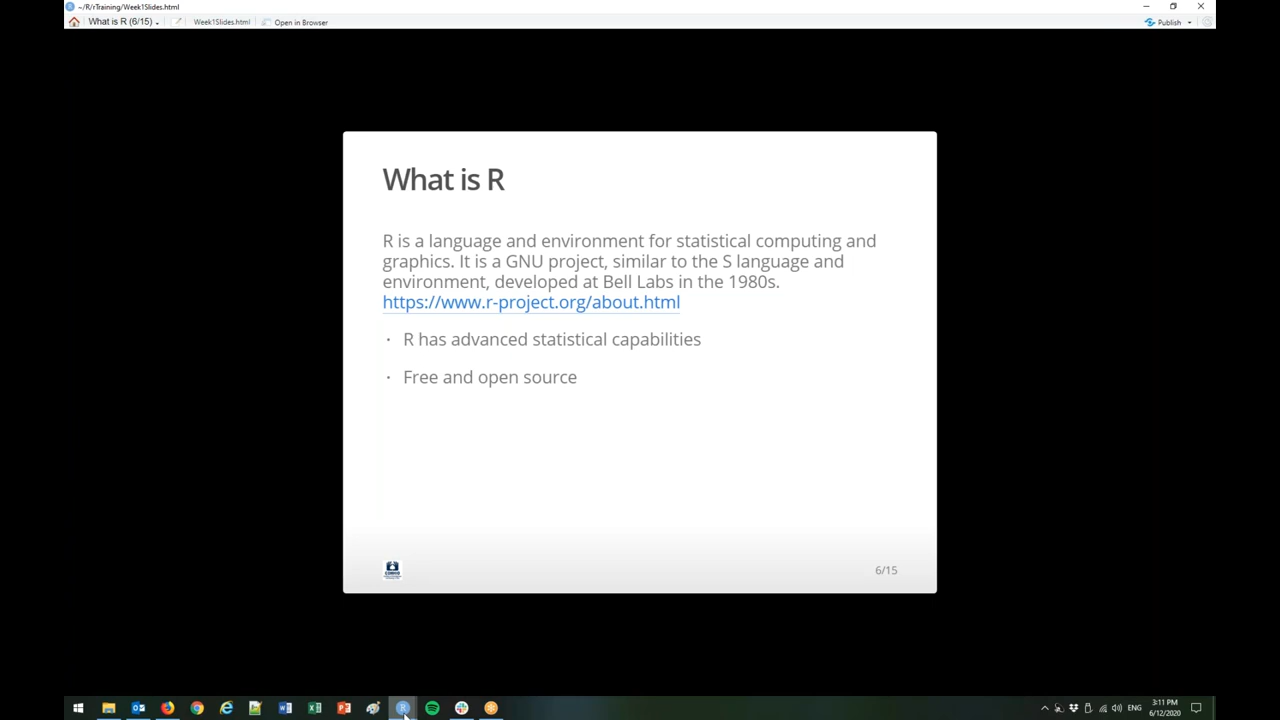 ~/R/rTraining/Week1Slides.html
What is R (6/15)
Week1Slides.html
Open in Browser
Publish
What is R
R is a language and environment for statistical computing and
graphics. It is a GNU project, similar to the S language and
environment, developed at Bell Labs in the 1980s.
https://www.r-project.org/about.html
· R has advanced statistical capabilities
· Free and open source
6/15
ENG
3:11 PM
6/12/2020